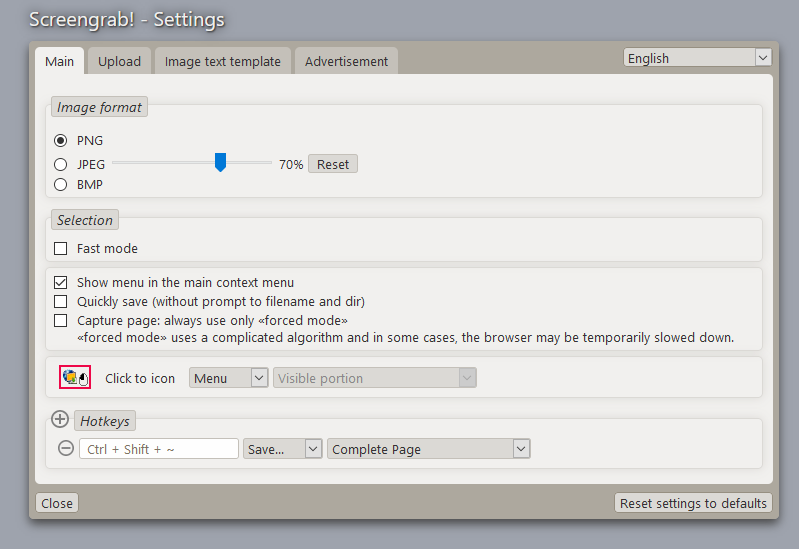 Screengrab! - Settings
Main Upload Image text template Advertisement English
Image format
PNG
JPEG 70% Reset
BMP
Selection
Fast mode
Show menu in the main context menu
Quickly save (without prompt to filename and dir)
Capture page: always use only «forced mode»
«forced mode» uses a complicated algorithm and in some cases, the browser may be temporarily slowed down.
Click to icon Menu Visible portion
Hotkeys
Ctrl + Shift + ~ Save... Complete Page
Close Reset settings to defaults